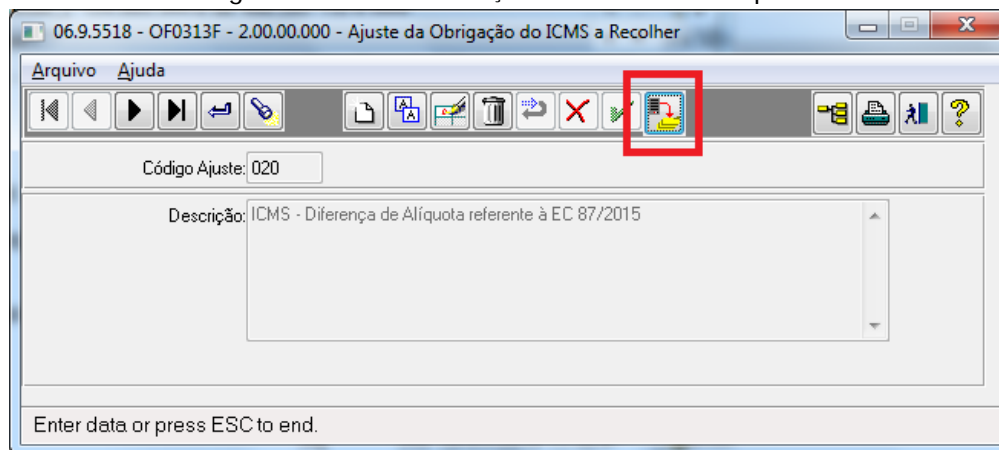 06.9.5518 - OF0313F - 2.00.00.000 - Ajuste da Obrigação do ICMS a Recolher
Arquivo Ajuda
Código Ajuste: 020
Descrição: ICMS - Diferença de Alíquota referente à EC 87/2015
Enter data or press ESC to end.